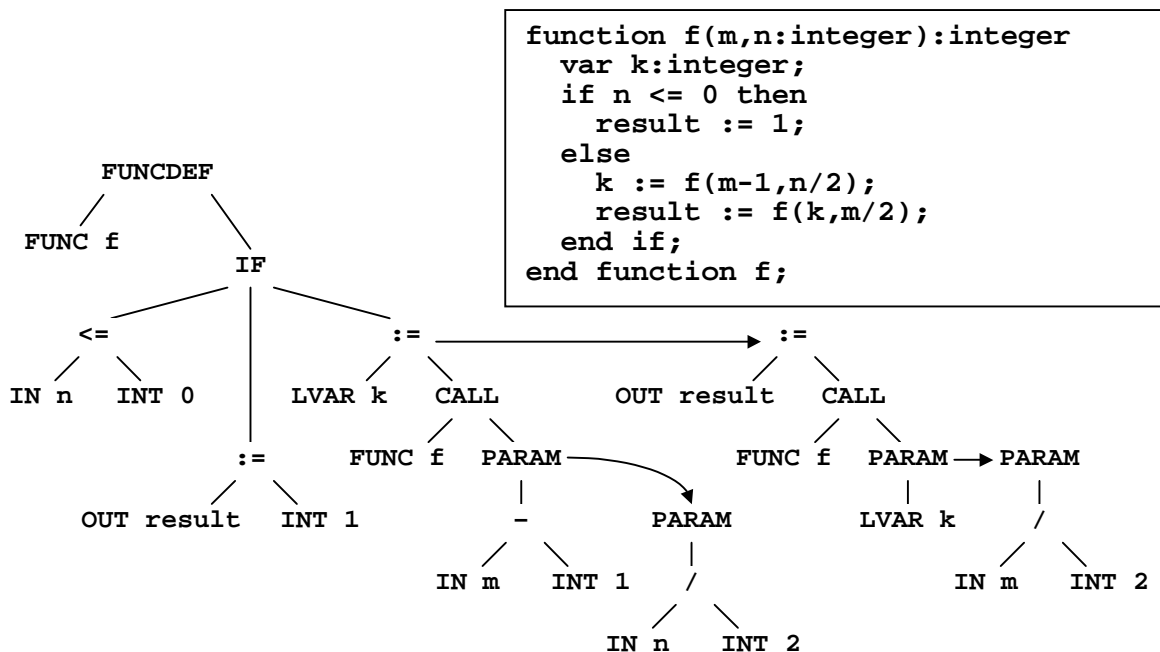 function f(m,n:integer):integer
var k:integer;
if n <= 0 then
result := 1;
else
k := f(m-1,n/2);
result := f(k,m/2);
end if;
end function f;
FUNCDEF
FUNC f
IF
<= := :=
IN n INT 0 LVAR k CALL OUT result CALL
:= FUNC f PARAM FUNC f PARAM PARAM
OUT result INT 1 - PARAM LVAR k /
IN m INT 1 / IN m INT 2
IN n INT 2